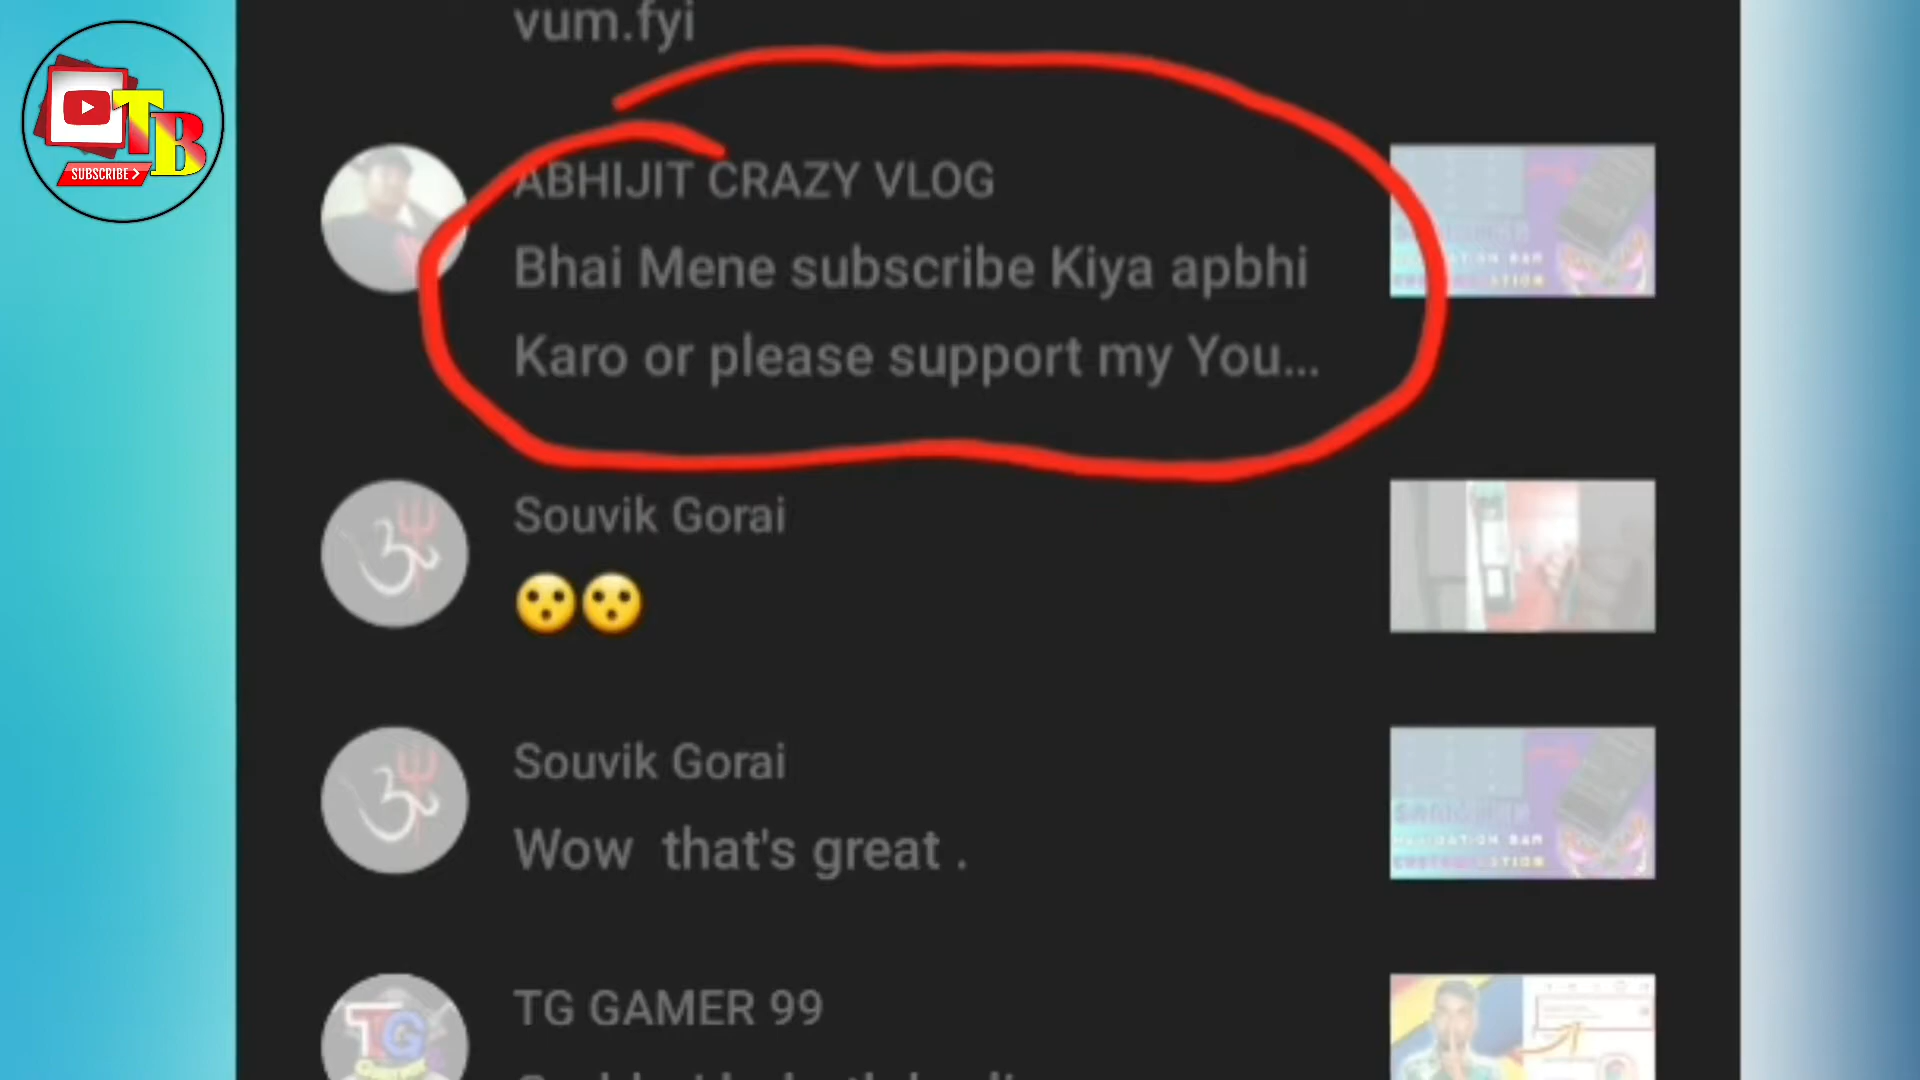 vum.fyi
TB
SUBSCRIBE >
ABHIJIT CRAZY VLOG
Bhai Mene subscribe Kiya apbhi
Karo or please support my You...
Souvik Gorai
😯😯
Souvik Gorai
Wow that's great .
TG GAMER 99
TG